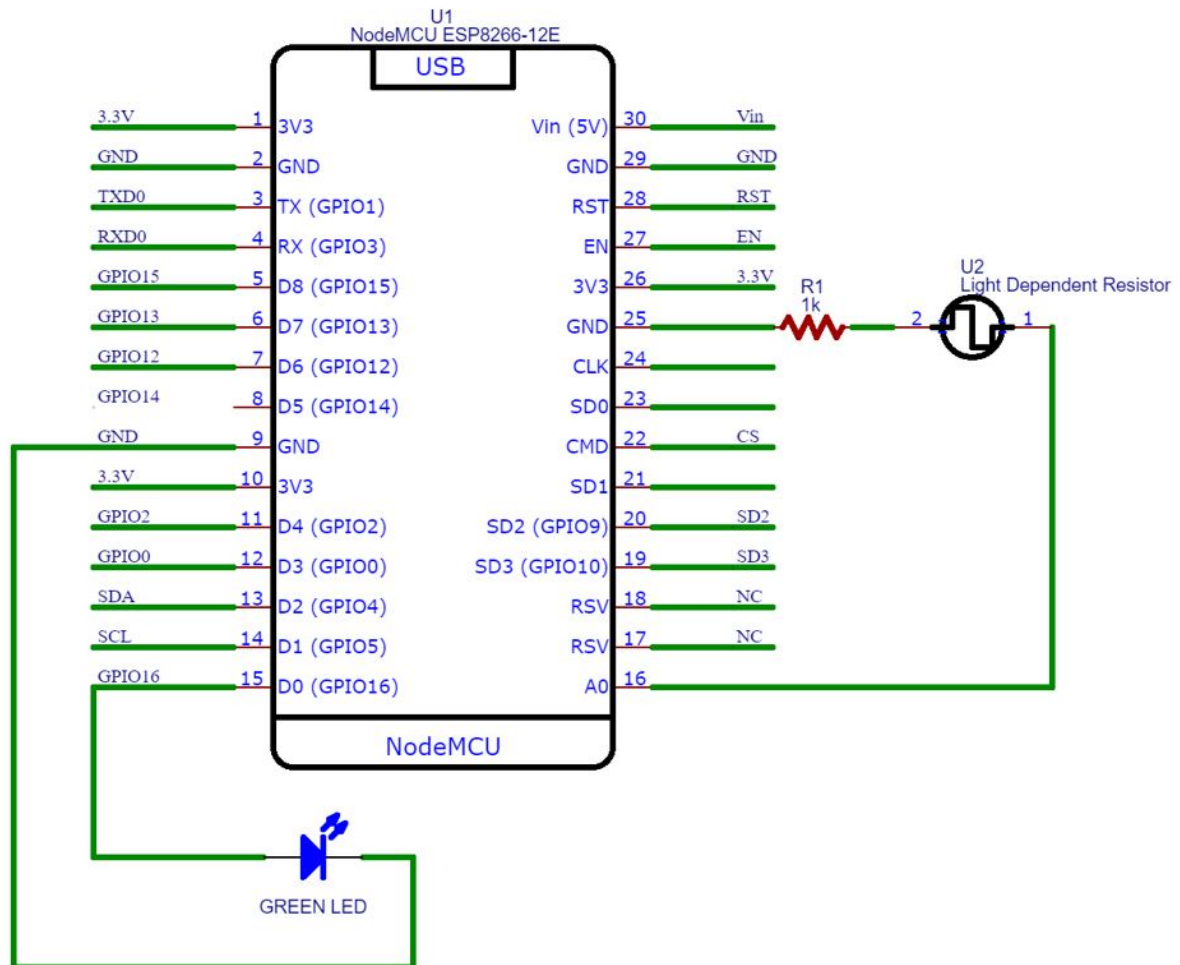 U1
NodeMCU ESP8266-12E
USB
3.3V 1 3V3 Vin (5V) 30 Vin
GND 2 GND GND 29 GND
TXD0 3 TX (GPIO1) RST 28 RST
RXD0 4 RX (GPIO3) EN 27 EN
GPIO15 5 D8 (GPIO15) 3V3 26 3.3V
GPIO13 6 D7 (GPIO13) GND 25
GPIO12 7 D6 (GPIO12) CLK 24
GPIO14 8 D5 (GPIO14) SD0 23
GND 9 GND CMD 22 CS
3.3V 10 3V3 SD1 21
GPIO2 11 D4 (GPIO2) SD2 (GPIO9) 20 SD2
GPIO0 12 D3 (GPIO0) SD3 (GPIO10) 19 SD3
SDA 13 D2 (GPIO4) RSV 18 NC
SCL 14 D1 (GPIO5) RSV 17 NC
GPIO16 15 D0 (GPIO16) A0 16
NodeMCU
R1
1k
U2
Light Dependent Resistor
2 1
GREEN LED